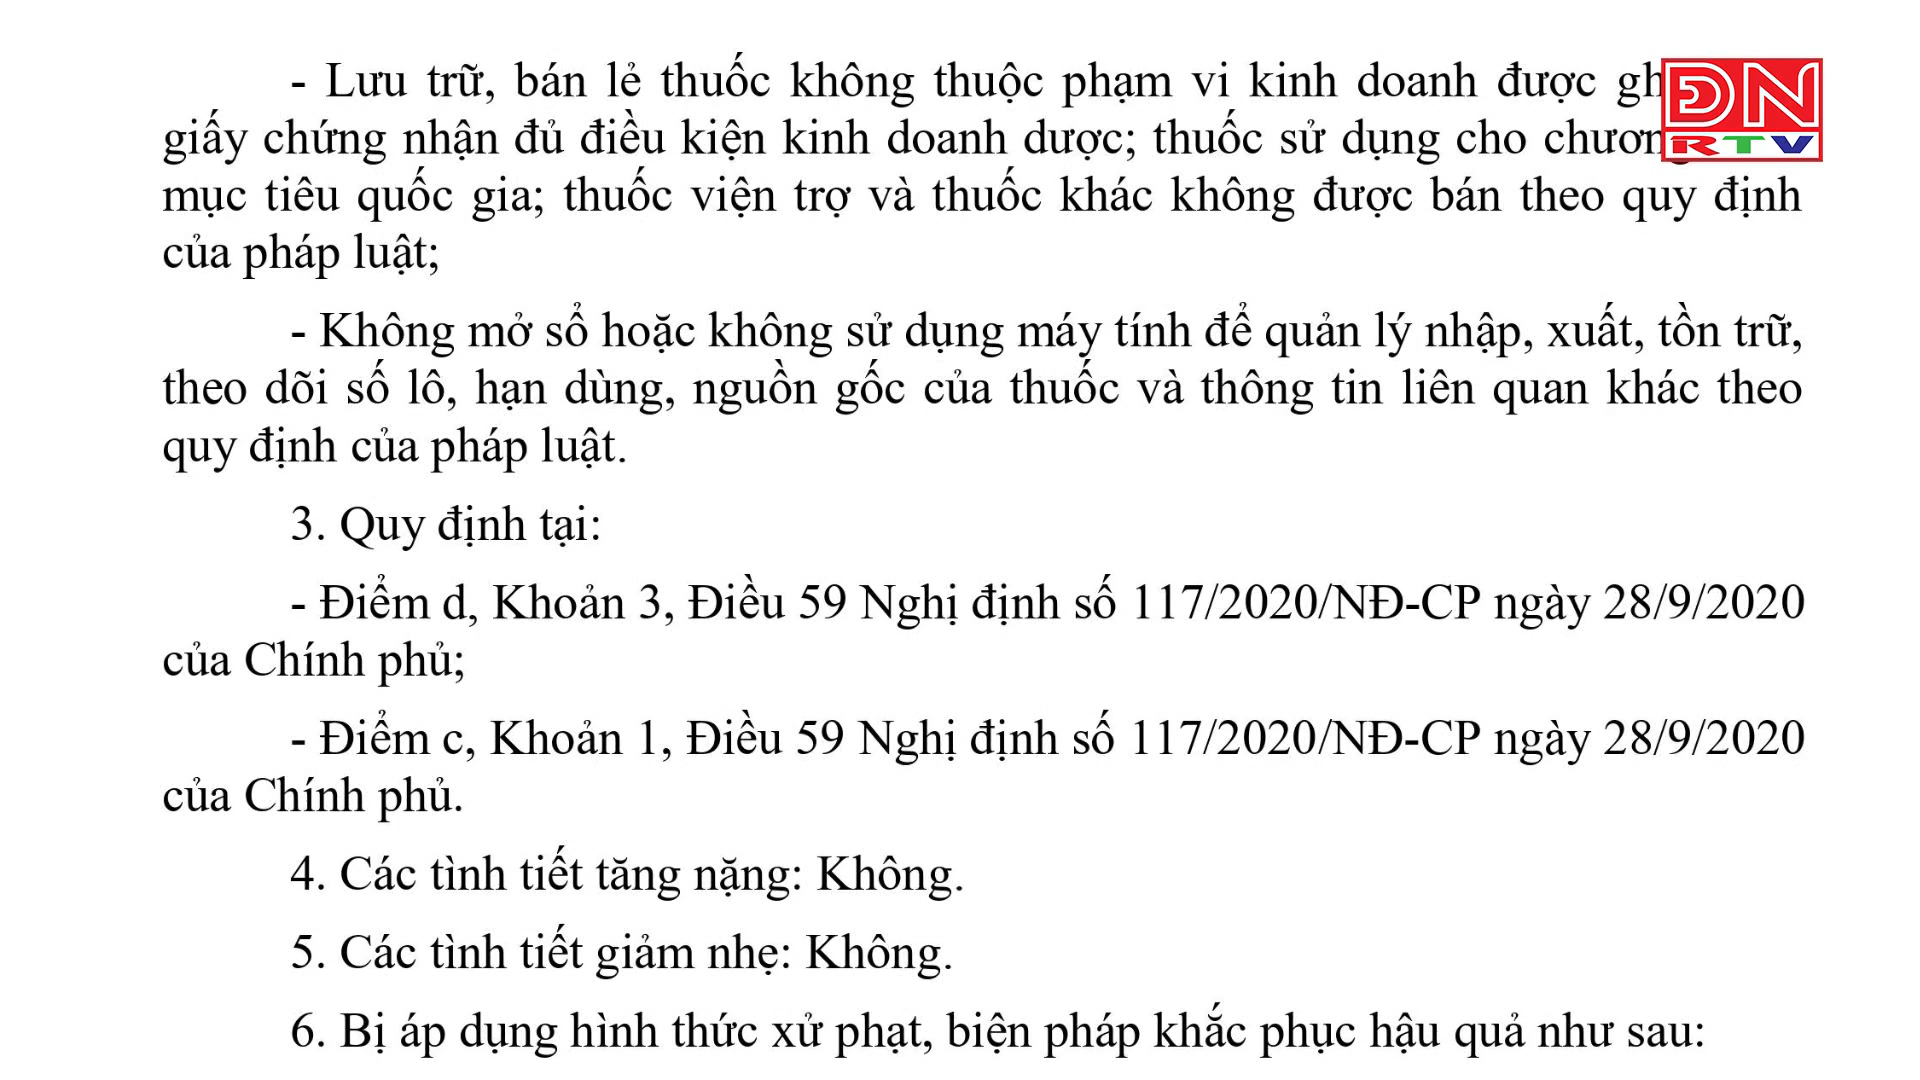 - Lưu trữ, bán lẻ thuốc không thuộc phạm vi kinh doanh được
giấy chứng nhận đủ điều kiện kinh doanh dược; thuốc sử dụng cho
mục tiêu quốc gia; thuốc viện trợ và thuốc khác không được bán theo quy định
của pháp luật;
- Không mở sổ hoặc không sử dụng máy tính để quản lý nhập, xuất, tồn trữ,
theo dõi số lô, hạn dùng, nguồn gốc của thuốc và thông tin liên quan khác theo
quy định của pháp luật.
3. Quy định tại:
- Điểm d, Khoản 3, Điều 59 Nghị định số 117/2020/NĐ-CP ngày 28/9/2020
của Chính phủ;
- Điểm c, Khoản 1, Điều 59 Nghị định số 117/2020/NĐ-CP ngày 28/9/2020
của Chính phủ.
4. Các tình tiết tăng nặng: Không.
5. Các tình tiết giảm nhẹ: Không.
6. Bị áp dụng hình thức xử phạt, biện pháp khắc phục hậu quả như sau:
ĐN
RTV